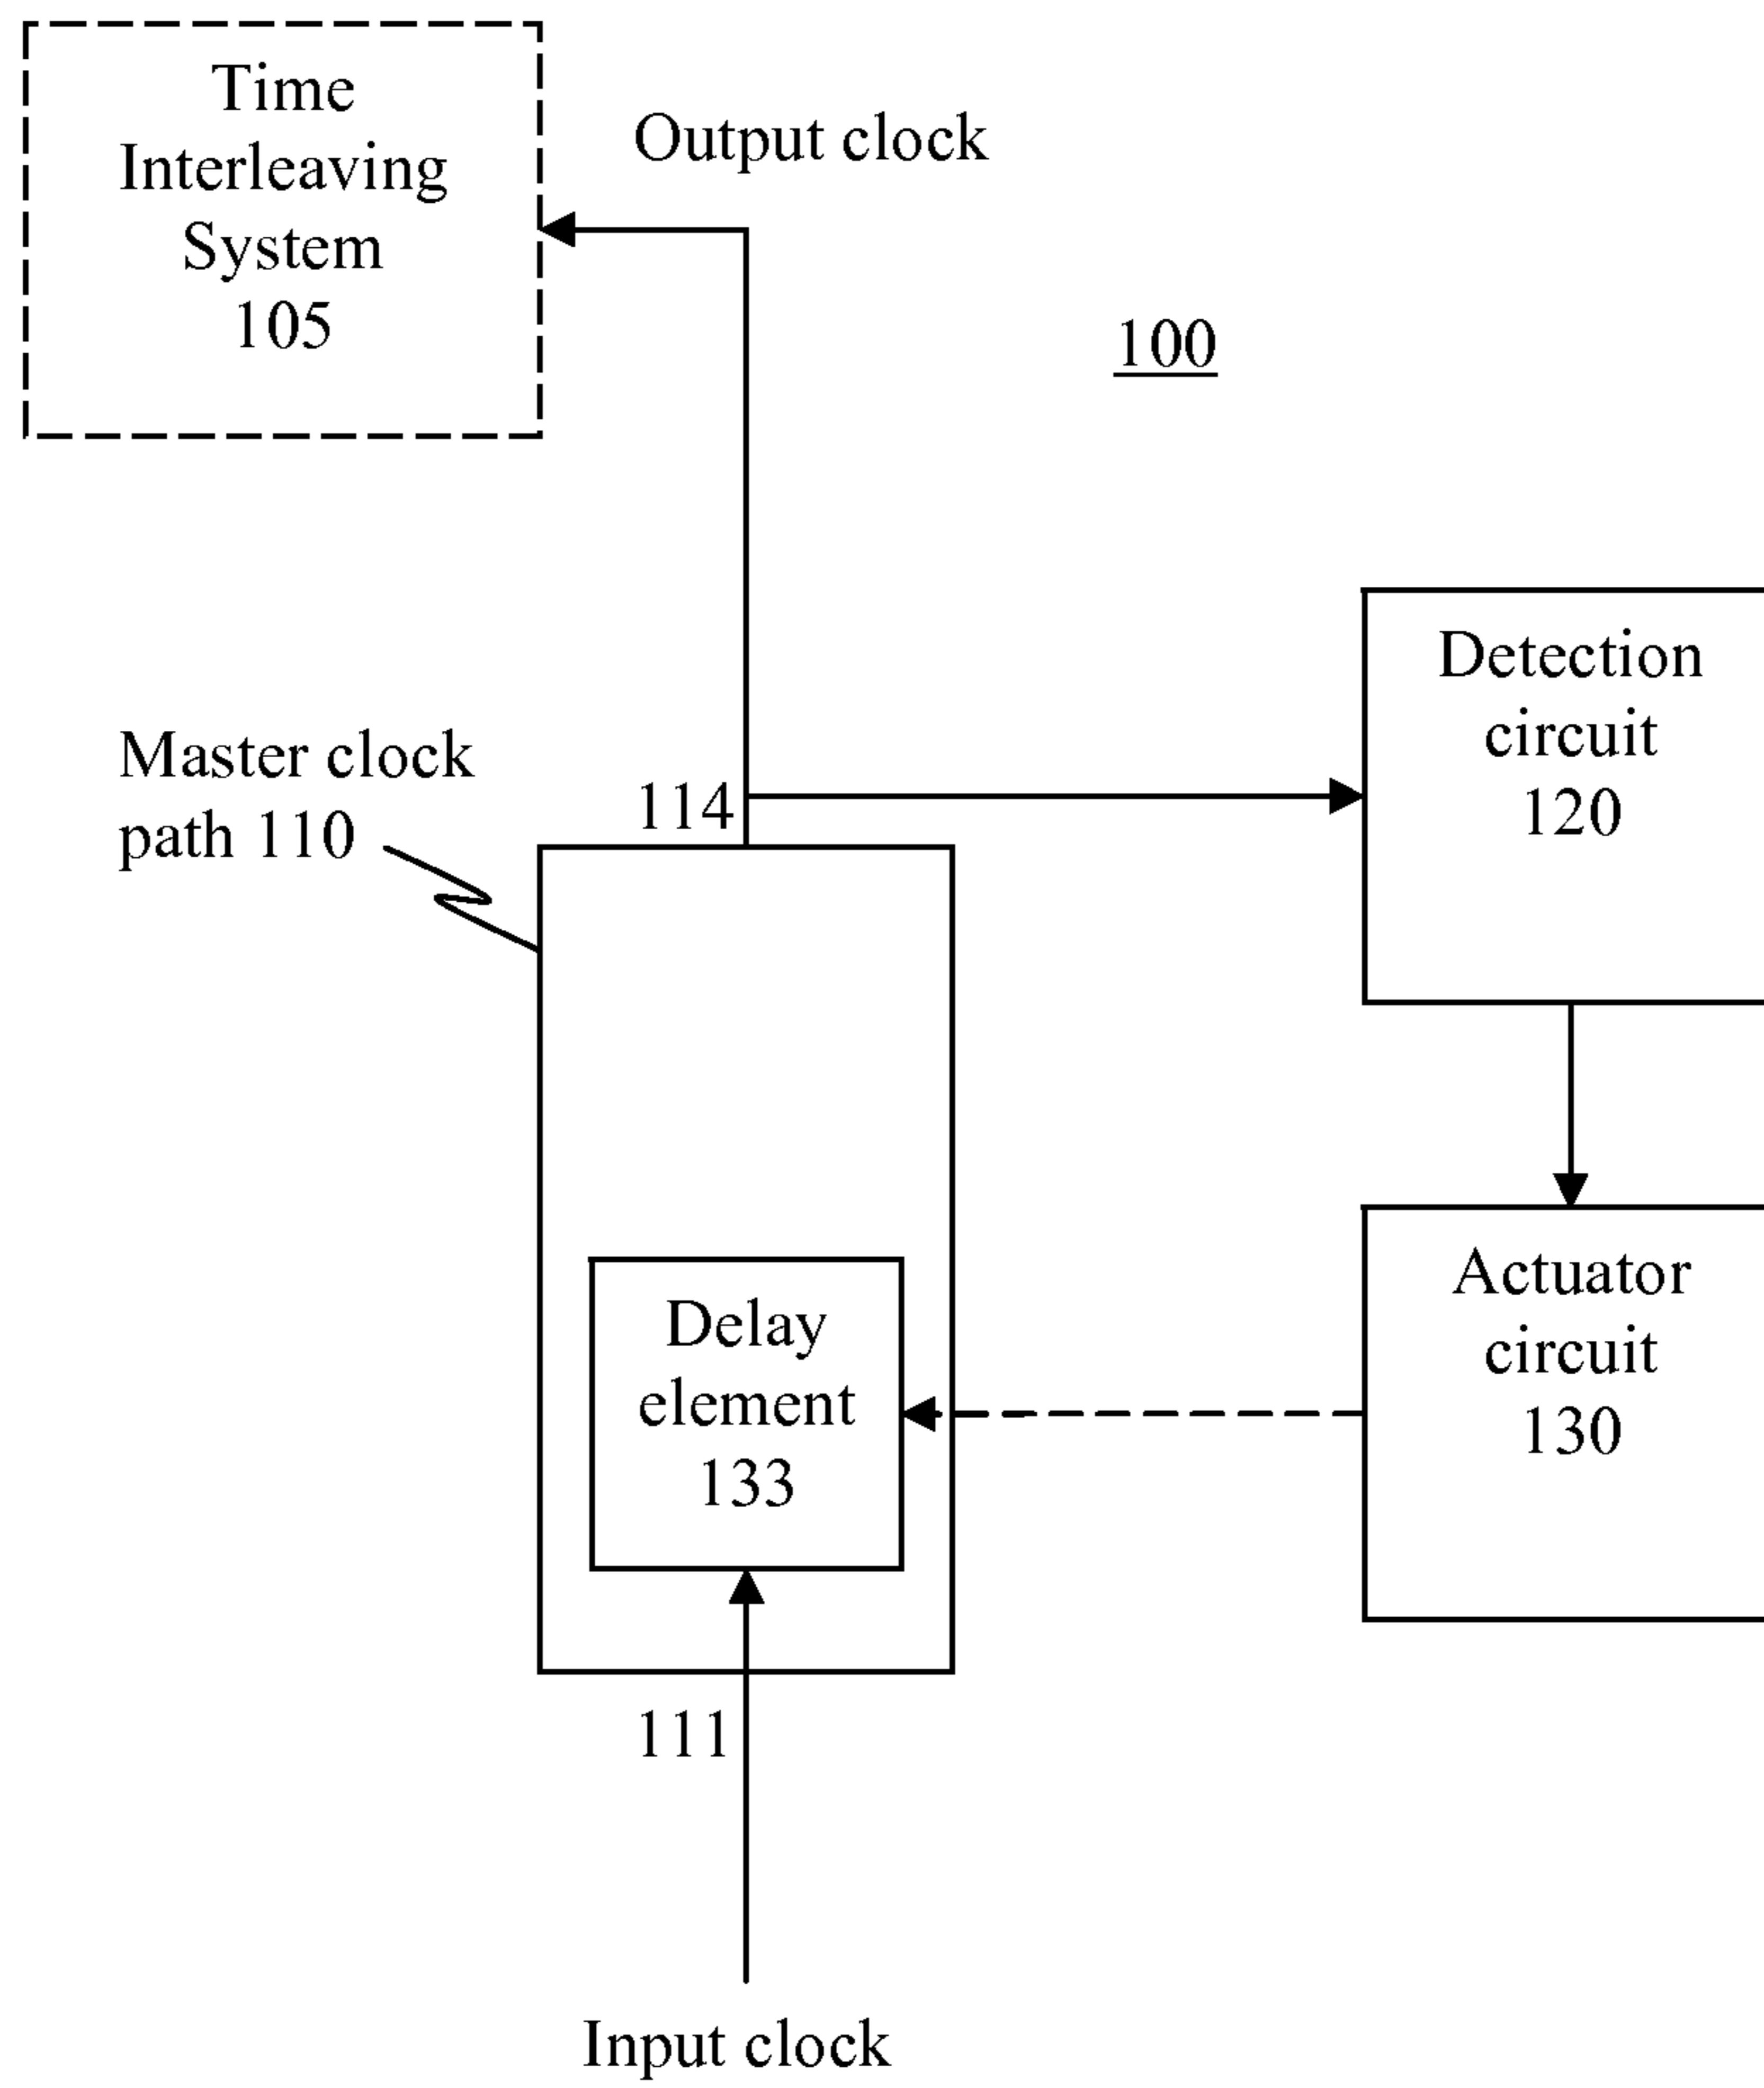 Time
Interleaving
System
105
Output clock
100
Detection
circuit
120
Master clock
path 110
114
Actuator
circuit
130
Delay
element
133
111
Input clock